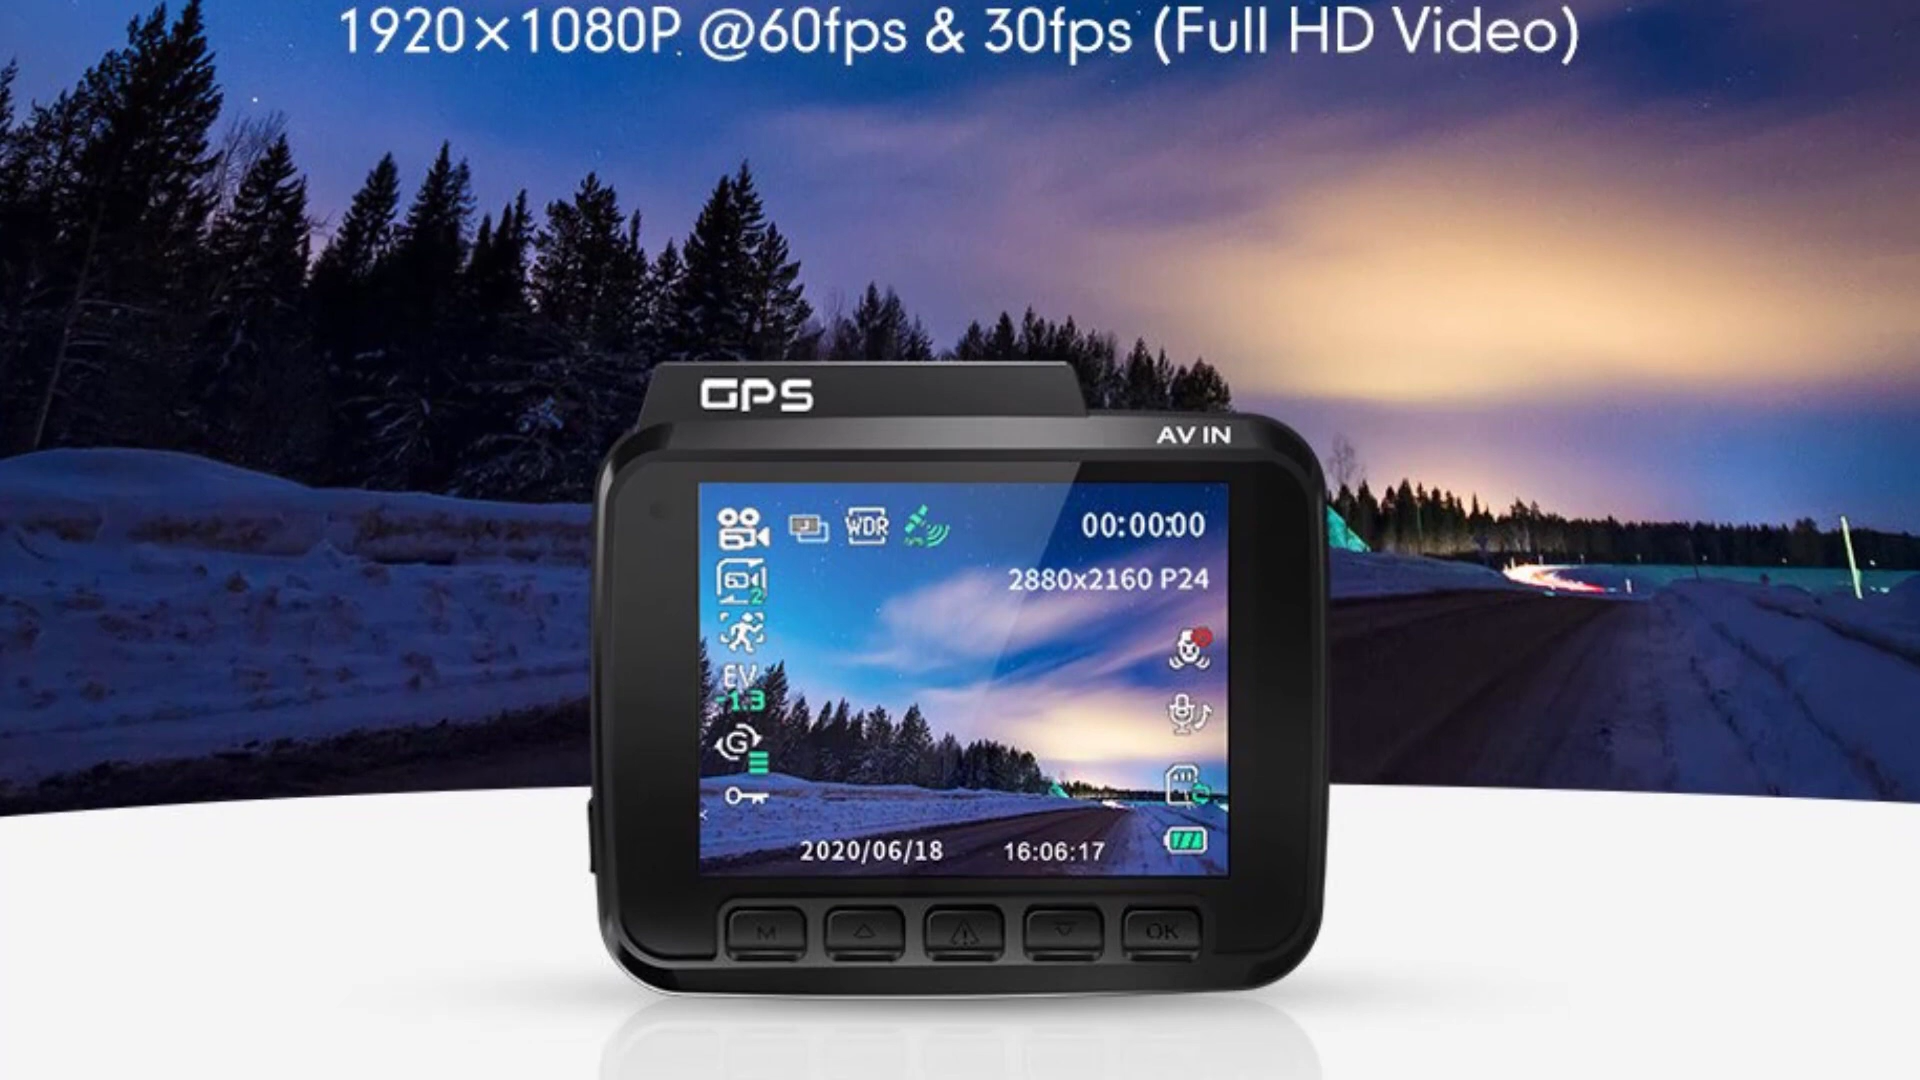 1920×1080P @60fps & 30fps (Full HD Video)
GPS
AV IN
WDR
00:00:00
2880x2160 P24
2
EV
-1.3
G
2020/06/18
16:06:17
M
OK